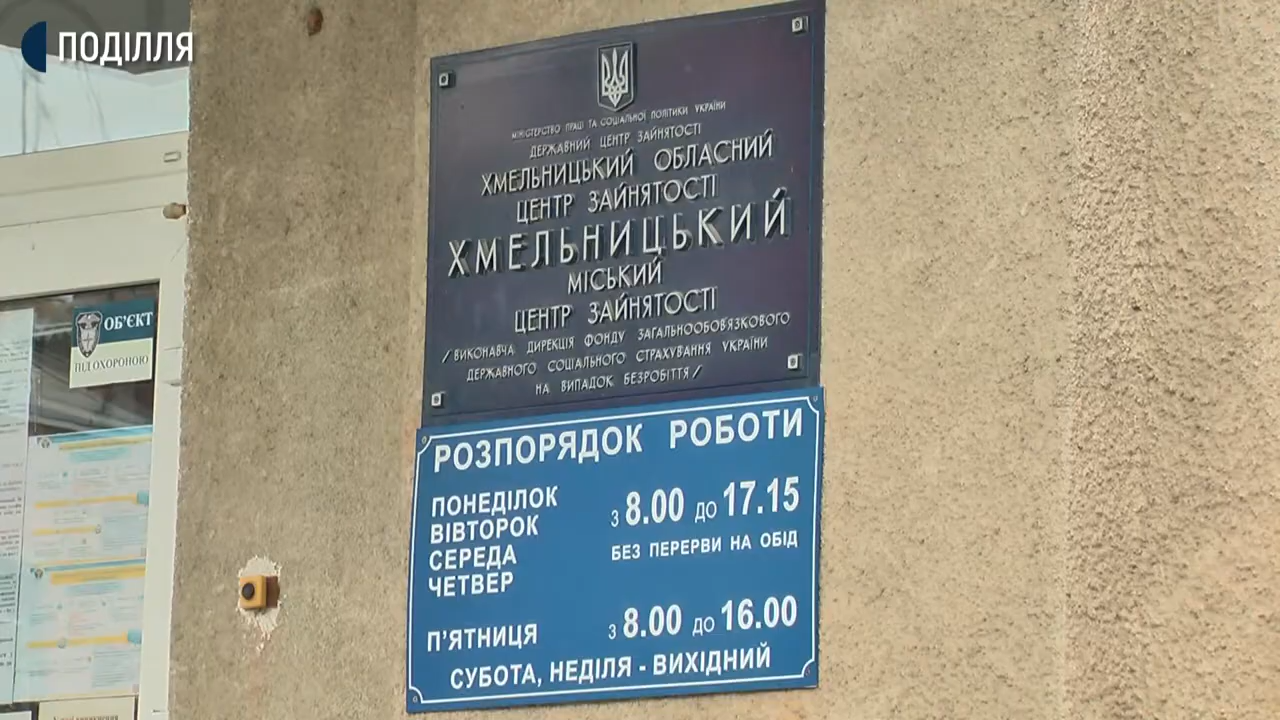 ПОДІЛЛЯ
МІНІСТЕРСТВО ПРАЦІ ТА СОЦІАЛЬНОЇ ПОЛІТИКИ УКРАЇНИ
ДЕРЖАВНИЙ ЦЕНТР ЗАЙНЯТОСТІ
ХМЕЛЬНИЦЬКИЙ ОБЛАСНИЙ
ЦЕНТР ЗАЙНЯТОСТІ
ХМЕЛЬНИЦЬКИЙ
МІСЬКИЙ
ЦЕНТР ЗАЙНЯТОСТІ
/ВИКОНАВЧА ДИРЕКЦІЯ ФОНДУ ЗАГАЛЬНООБОВ'ЯЗКОВОГО
ДЕРЖАВНОГО СОЦІАЛЬНОГО СТРАХУВАННЯ УКРАЇНИ
НА ВИПАДОК БЕЗРОБІТТЯ/
ОБ'ЄКТ
ПІД ОХОРОНОЮ
РОЗПОРЯДОК РОБОТИ
ПОНЕДІЛОК
ВІВТОРОК
СЕРЕДА
ЧЕТВЕР
З 8.00 ДО 17.15
БЕЗ ПЕРЕРВИ НА ОБІД
П'ЯТНИЦЯ З 8.00 ДО 16.00
СУБОТА, НЕДІЛЯ - ВИХІДНИЙ